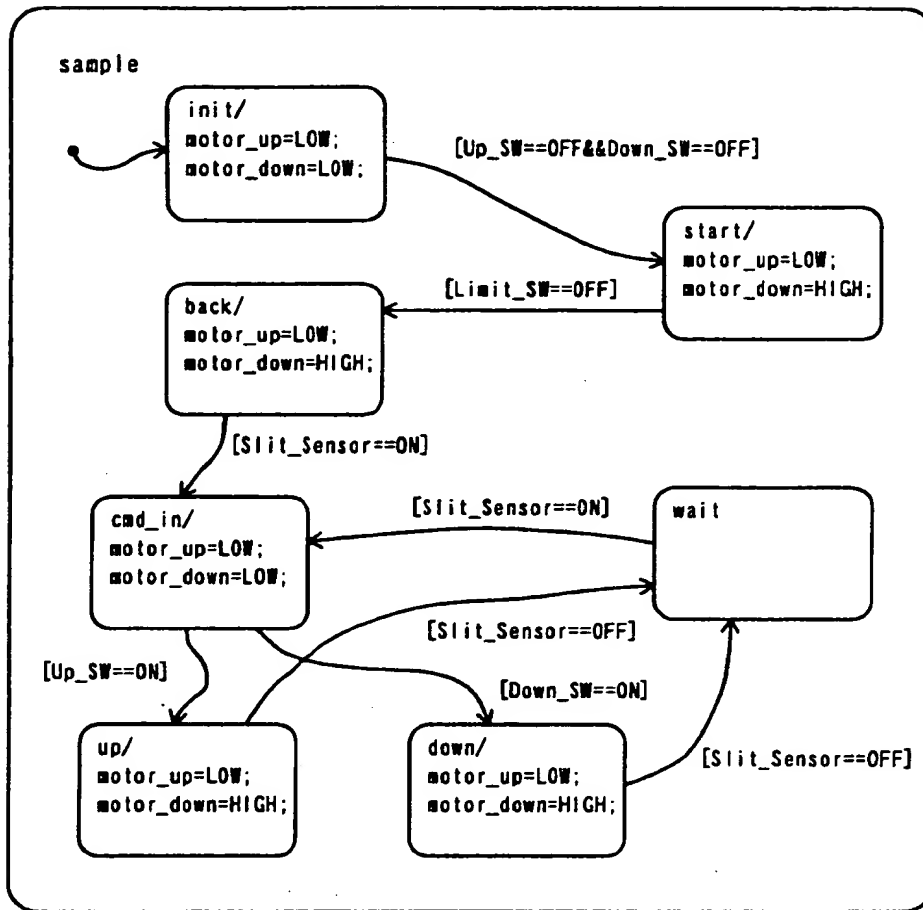 sample
init/
motor_up=LOW;
motor_down=LOW;
[Up_SW==OFF&&Down_SW==OFF]
start/
motor_up=LOW;
motor_down=HIGH;
[Limit_SW==OFF]
back/
motor_up=LOW;
motor_down=HIGH;
[Slit_Sensor==ON]
cmd_in/
motor_up=LOW;
motor_down=LOW;
[Slit_Sensor==ON]
wait
[Slit_Sensor==OFF]
[Up_SW==ON]
[Down_SW==ON]
up/
motor_up=LOW;
motor_down=HIGH;
down/
motor_up=LOW;
motor_down=HIGH;
[Slit_Sensor==OFF]